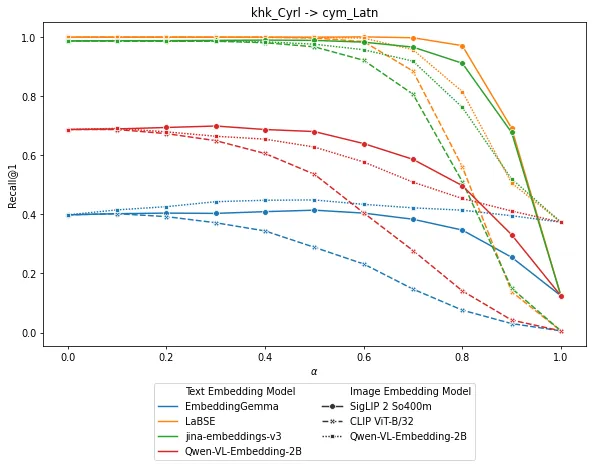 khk_Cyrl -> cym_Latn
1.0
0.8
0.6
0.4
0.2
0.0
Recall@1
0.0 0.2 0.4 0.6 0.8 1.0
α
Text Embedding Model
EmbeddingGemma
LaBSE
jina-embeddings-v3
Qwen-VL-Embedding-2B
Image Embedding Model
SigLIP 2 So400m
CLIP ViT-B/32
Qwen-VL-Embedding-2B